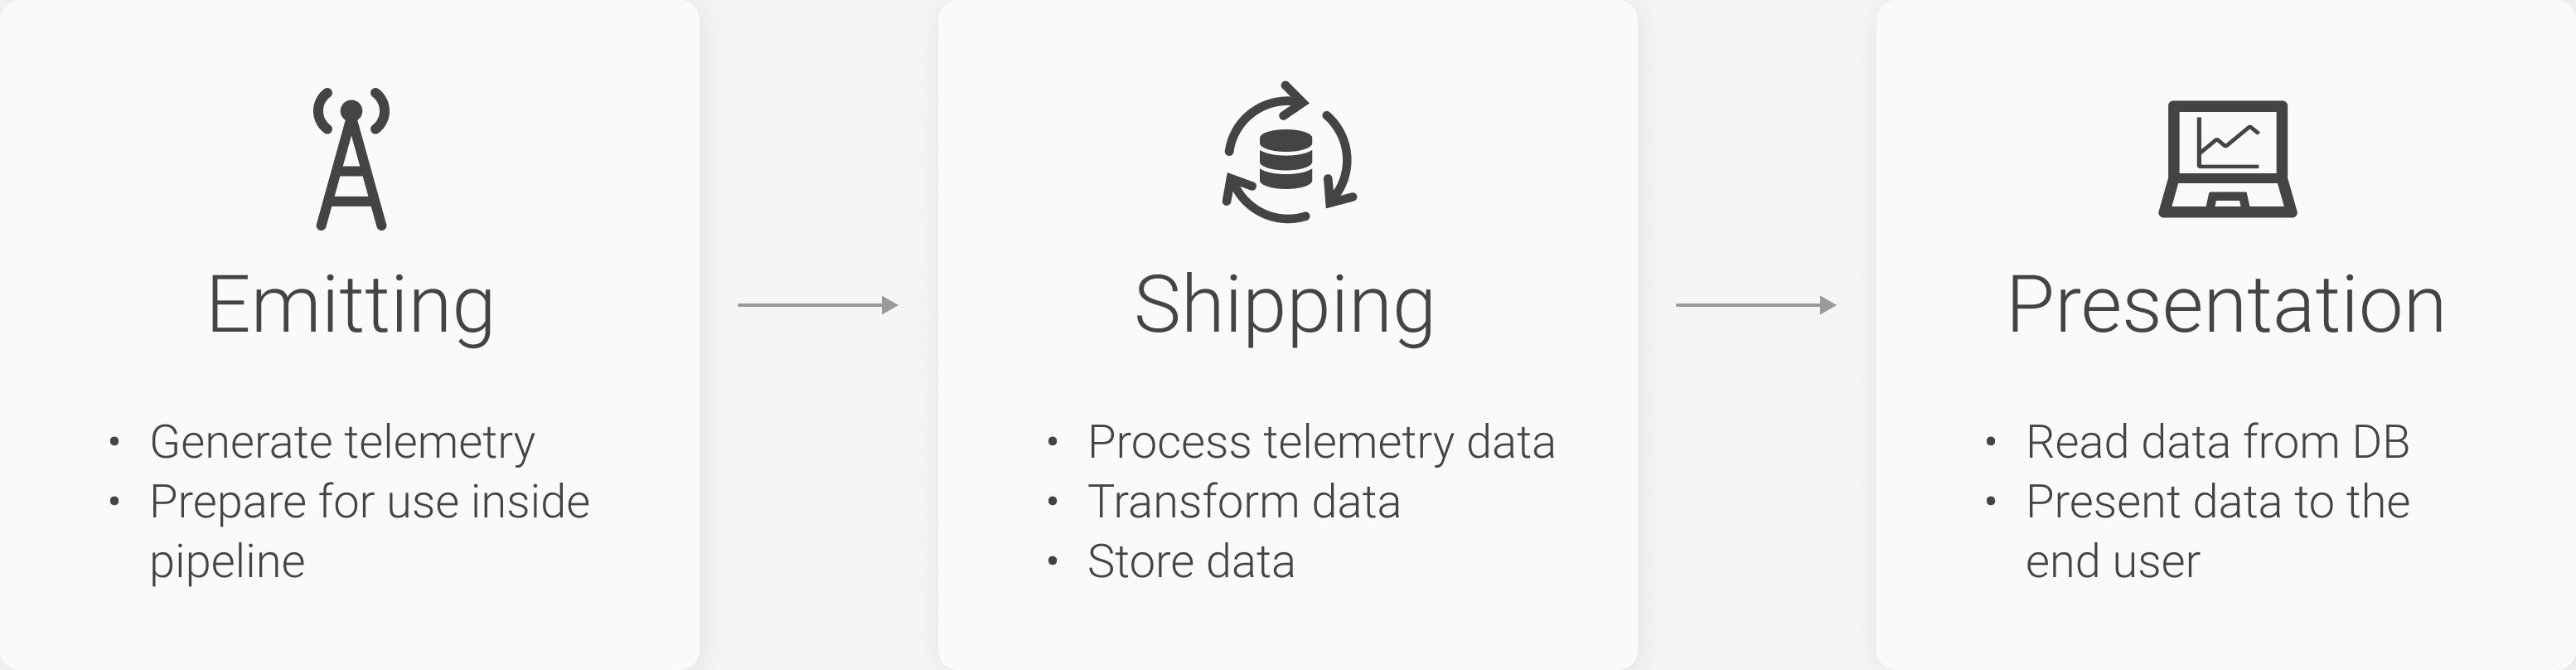 Emitting
• Generate telemetry
• Prepare for use inside
pipeline
Shipping
• Process telemetry data
• Transform data
• Store data
Presentation
• Read data from DB
• Present data to the
end user